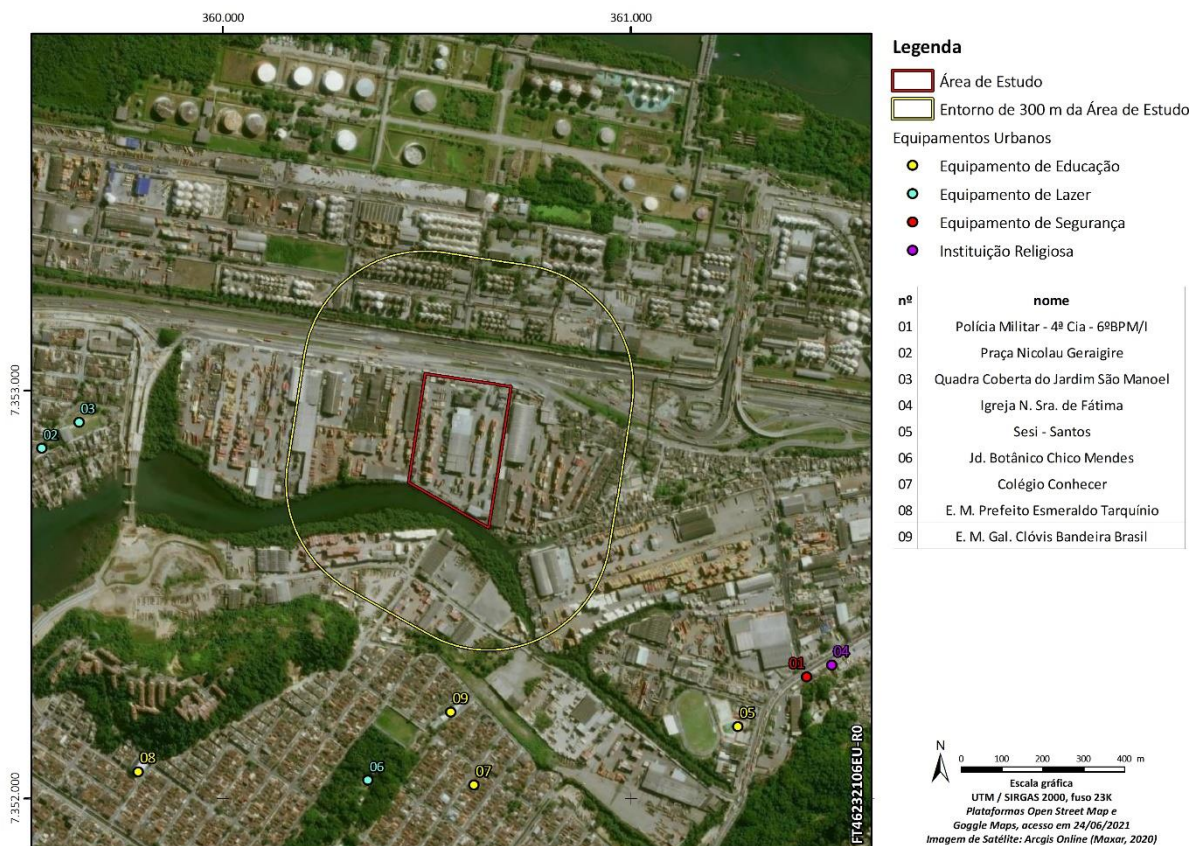 360.000
361.000
7.353.000
7.352.000
03
02
09
08
06
07
05
01
04
FT46232106EU-R0
Legenda
Área de Estudo
Entorno de 300 m da Área de Estudo
Equipamentos Urbanos
Equipamento de Educação
Equipamento de Lazer
Equipamento de Segurança
Instituição Religiosa
nº nome
01 Polícia Militar - 4ª Cia - 6ºBPM/I
02 Praça Nicolau Geraigire
03 Quadra Coberta do Jardim São Manoel
04 Igreja N. Sra. de Fátima
05 Sesi - Santos
06 Jd. Botânico Chico Mendes
07 Colégio Conhecer
08 E. M. Prefeito Esmeraldo Tarquínio
09 E. M. Gal. Clóvis Bandeira Brasil
N
0 100 200 300 400 m
Escala gráfica
UTM / SIRGAS 2000, fuso 23K
Plataformas Open Street Map e
Goggle Maps, acesso em 24/06/2021
Imagem de Satélite: Arcgis Online (Maxar, 2020)